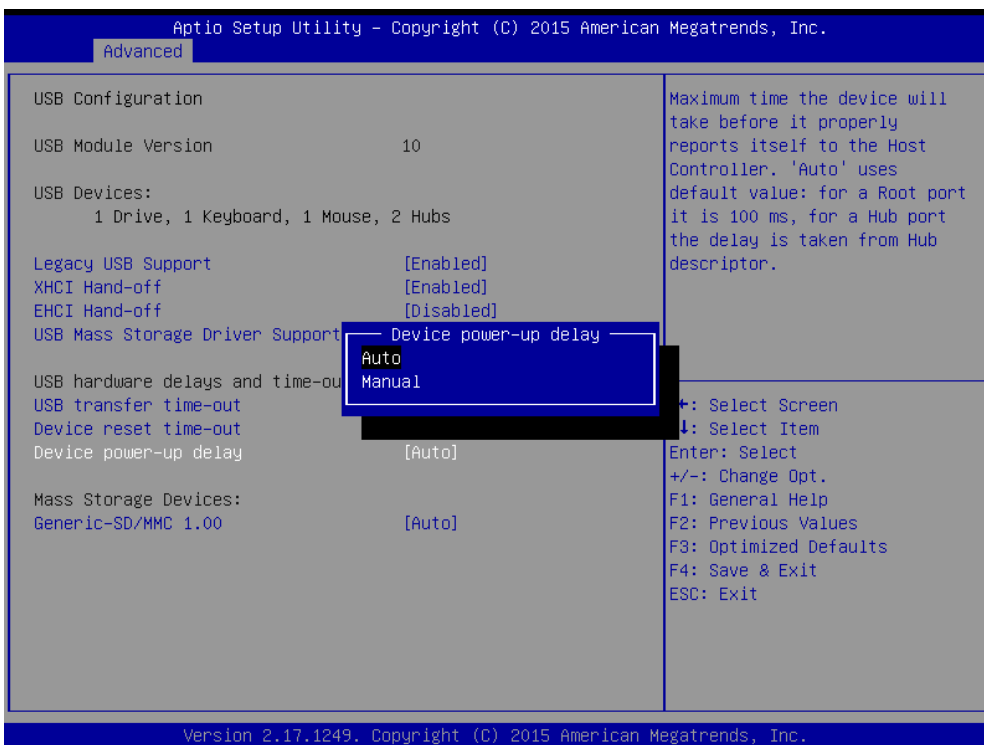 Aptio Setup Utility – Copyright (C) 2015 American Megatrends, Inc.
Advanced
USB Configuration
USB Module Version 10
USB Devices:
1 Drive, 1 Keyboard, 1 Mouse, 2 Hubs
Legacy USB Support [Enabled]
XHCI Hand-off [Enabled]
EHCI Hand-off [Disabled]
USB Mass Storage Driver Support
USB hardware delays and time-ou
USB transfer time-out
Device reset time-out
Device power-up delay [Auto]
Mass Storage Devices:
Generic-SD/MMC 1.00 [Auto]
Device power-up delay
Auto
Manual
Maximum time the device will
take before it properly
reports itself to the Host
Controller. 'Auto' uses
default value: for a Root port
it is 100 ms, for a Hub port
the delay is taken from Hub
descriptor.
: Select Screen
: Select Item
Enter: Select
+/-: Change Opt.
F1: General Help
F2: Previous Values
F3: Optimized Defaults
F4: Save & Exit
ESC: Exit
Version 2.17.1249. Copyright (C) 2015 American Megatrends, Inc.